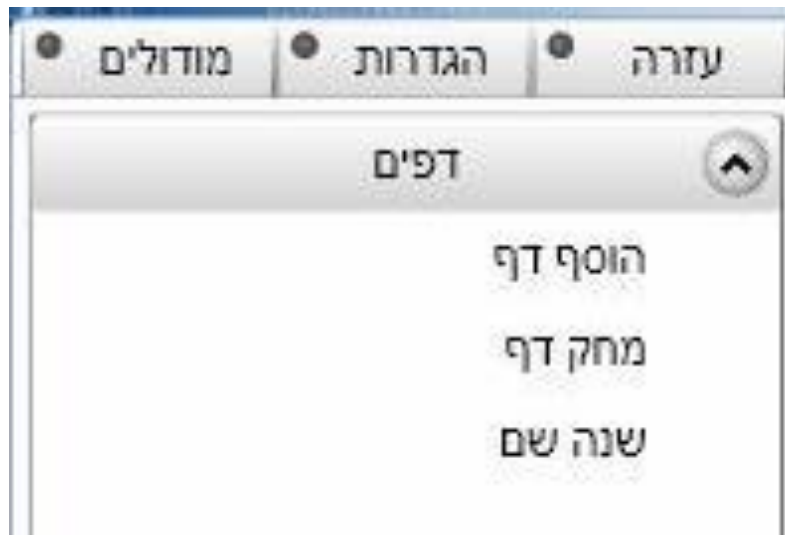 עזרה הגדרות מודולים
דפים
הוסף דף
מחק דף
שנה שם